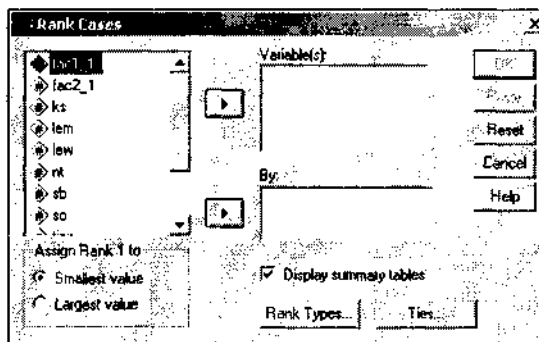 Rank Cases
Variable(s):
fac1_1
fac2_1
ks
lem
lew
nt
sb
so
By:
OK
Reset
Cancel
Help
Assign Rank 1 to
Smallest value
Largest value
Display summary tables
Rank Types...
Ties...